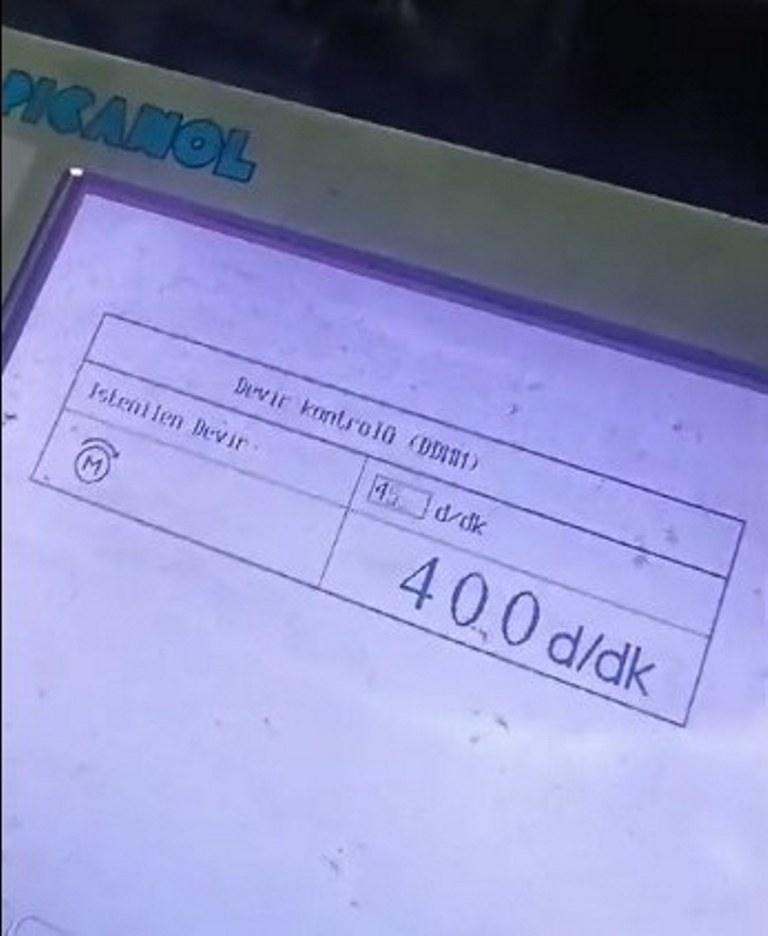 PICANOL
Devir kontrolü
İstenilen Devir
d/dk
M
400 d/dk